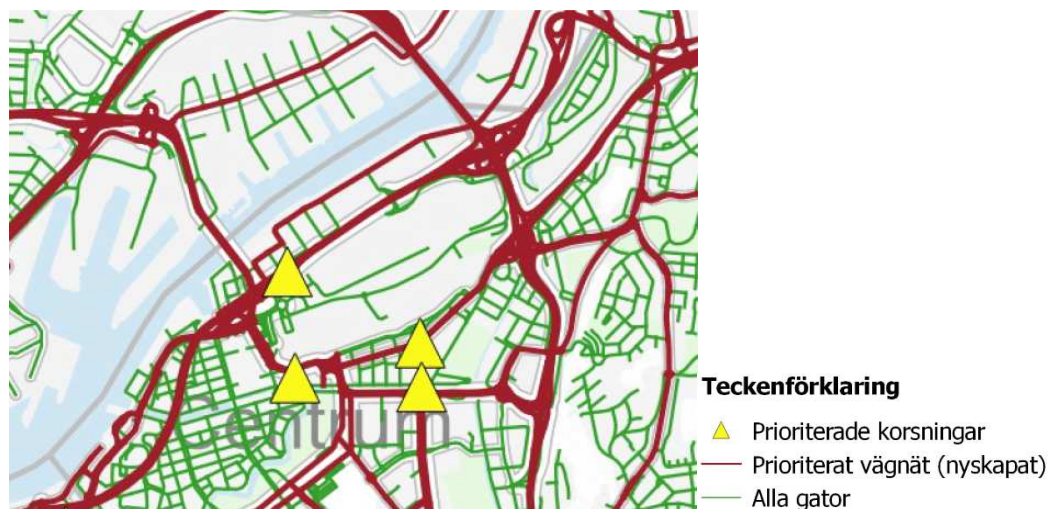 Centrum
Teckenförklaring
Prioriterade korsningar
Prioriterat vägnät (nyskapat)
Alla gator